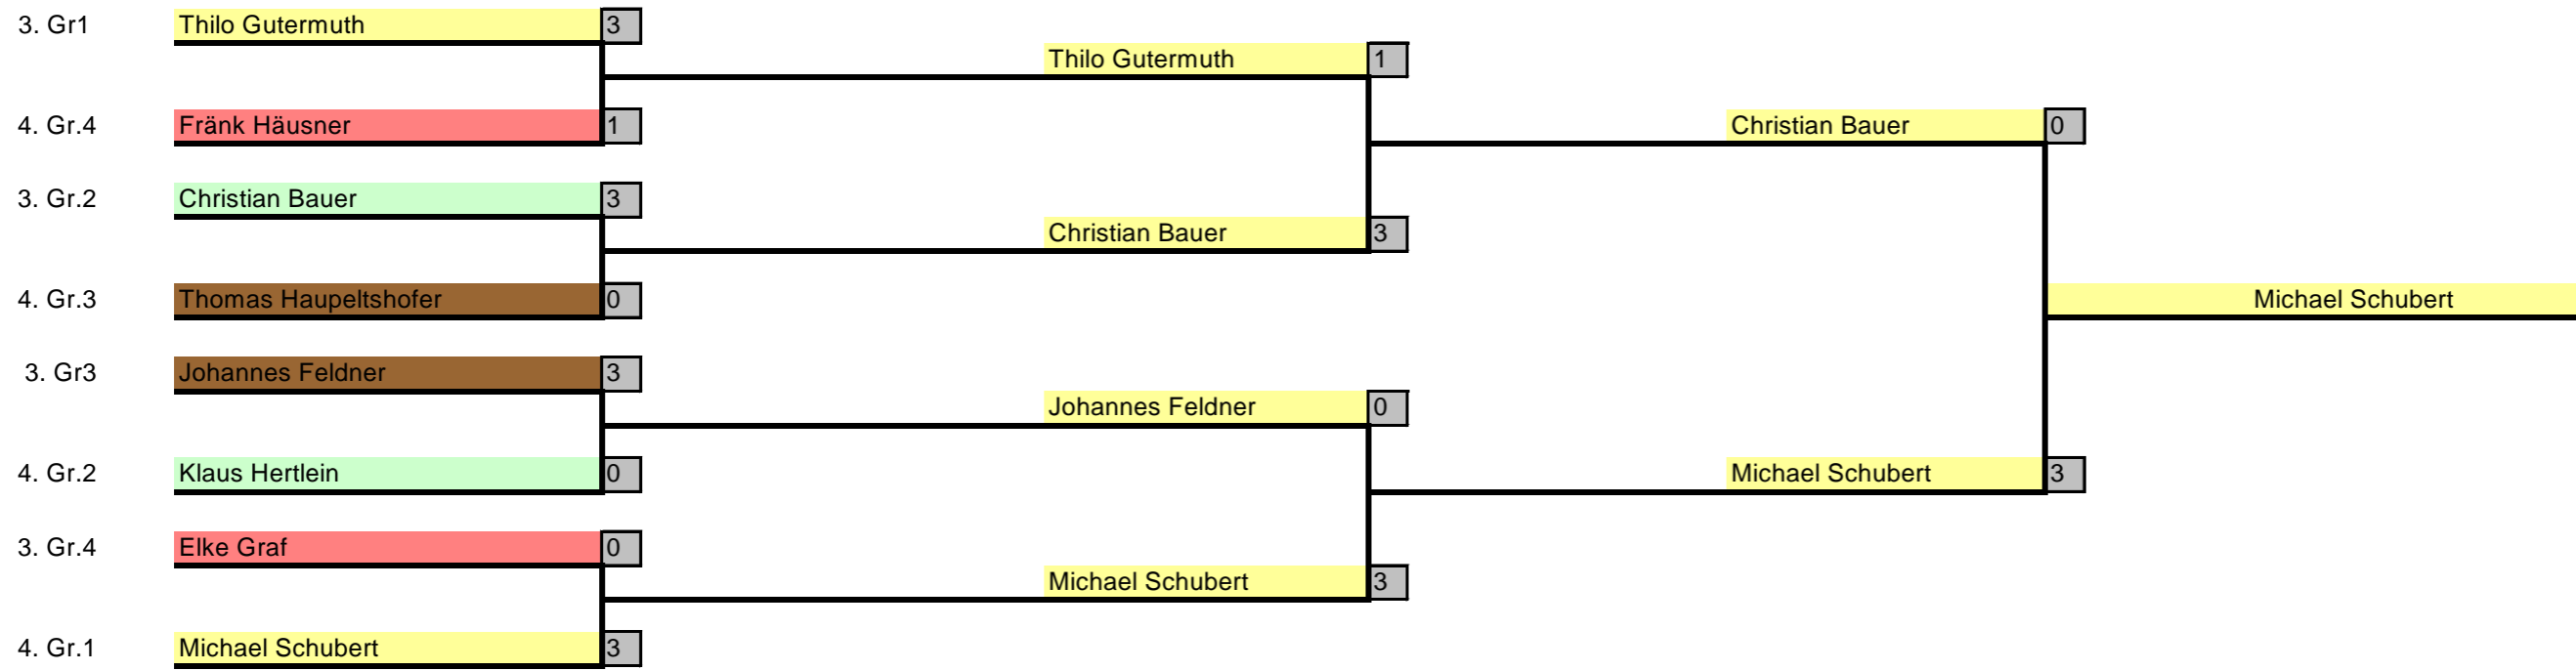 3. Gr1 Thilo Gutermuth 3
Thilo Gutermuth 1
4. Gr.4 Fränk Häusner 1 Christian Bauer 0
3. Gr.2 Christian Bauer 3
Christian Bauer 3
4. Gr.3 Thomas Haupeltshofer 0 Michael Schubert
3. Gr3 Johannes Feldner 3
Johannes Feldner 0
4. Gr.2 Klaus Hertlein 0 Michael Schubert 3
3. Gr.4 Elke Graf 0
Michael Schubert 3
4. Gr.1 Michael Schubert 3